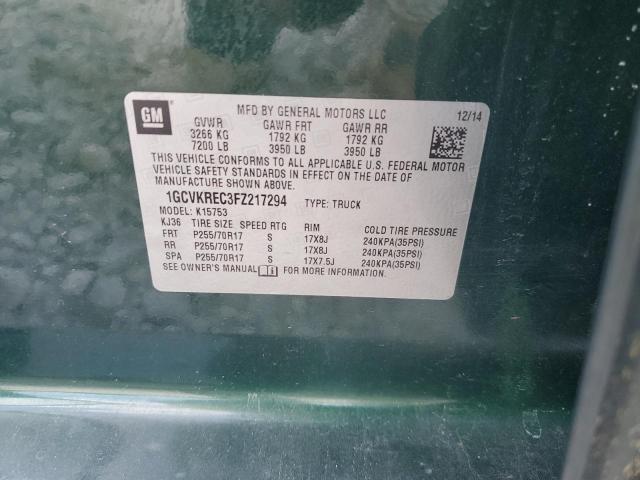 GM
MFD BY GENERAL MOTORS LLC 12/14
GVWR GAWR FRT GAWR RR
3266 KG 1792 KG 1792 KG
7200 LB 3950 LB 3950 LB
THIS VEHICLE CONFORMS TO ALL APPLICABLE U.S. FEDERAL MOTOR
VEHICLE SAFETY STANDARDS IN EFFECT ON THE DATE OF
MANUFACTURE SHOWN ABOVE.
1GCVKREC3FZ217294 TYPE: TRUCK
MODEL: K15753
KJ36 TIRE SIZE SPEED RTG RIM COLD TIRE PRESSURE
FRT P255/70R17 S 17X8J 240KPA(35PSI)
RR P255/70R17 S 17X8J 240KPA(35PSI)
SPA P255/70R17 S 17X7.5J 240KPA(35PSI)
SEE OWNER'S MANUAL FOR MORE INFORMATION.